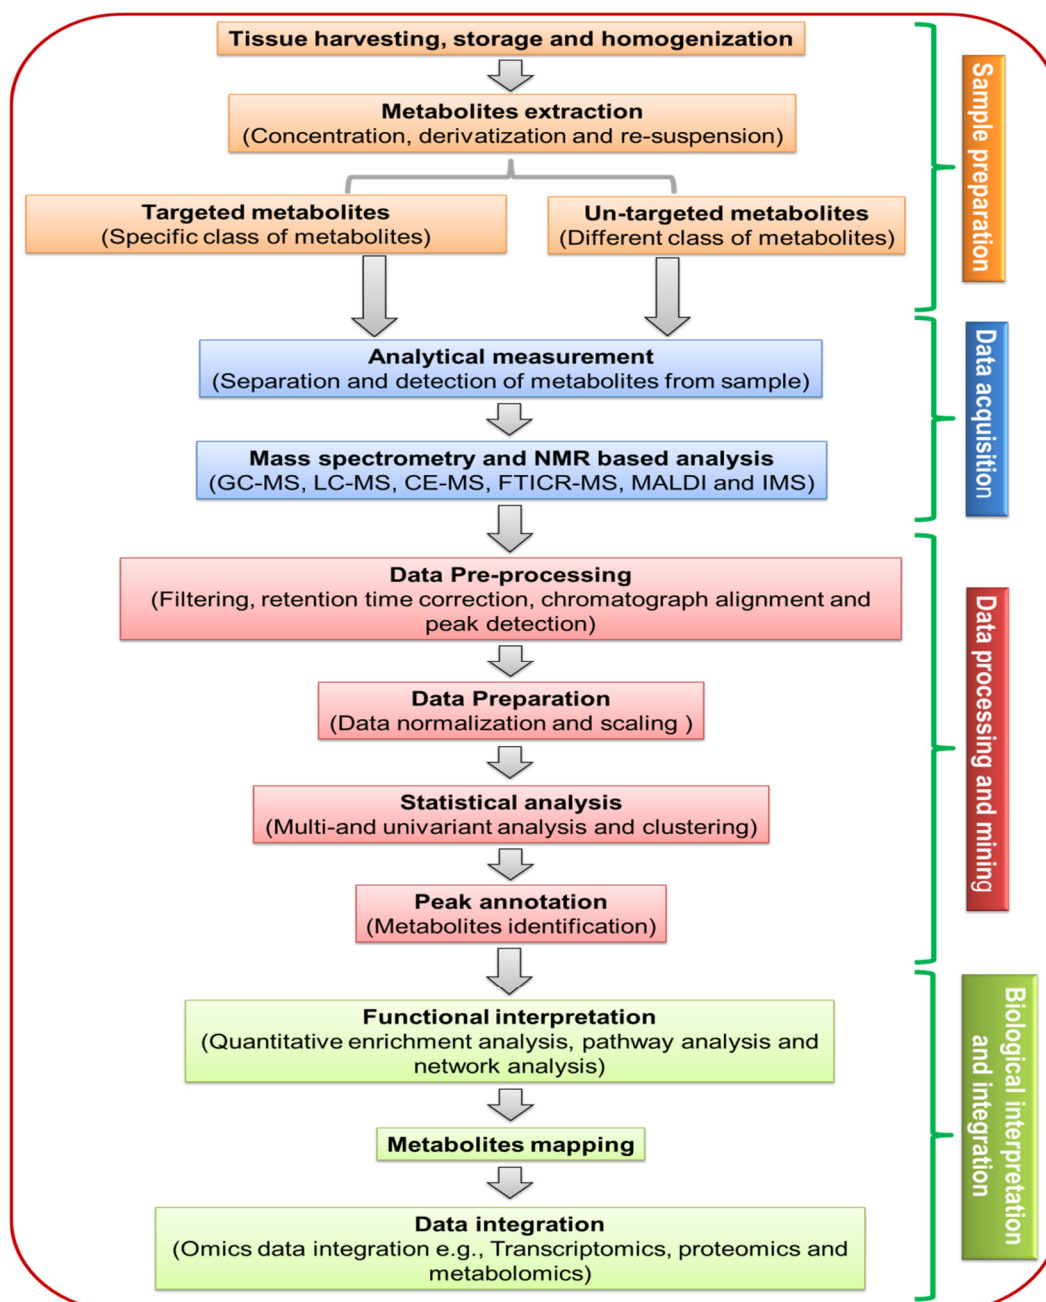 Tissue harvesting, storage and homogenization
Metabolites extraction
(Concentration, derivatization and re-suspension)
Targeted metabolites
(Specific class of metabolites)
Un-targeted metabolites
(Different class of metabolites)
Sample preparation
Analytical measurement
(Separation and detection of metabolites from sample)
Mass spectrometry and NMR based analysis
(GC-MS, LC-MS, CE-MS, FTICR-MS, MALDI and IMS)
Data acquisition
Data Pre-processing
(Filtering, retention time correction, chromatograph alignment and
peak detection)
Data Preparation
(Data normalization and scaling )
Statistical analysis
(Multi-and univariant analysis and clustering)
Peak annotation
(Metabolites identification)
Data processing and mining
Functional interpretation
(Quantitative enrichment analysis, pathway analysis and
network analysis)
Metabolites mapping
Data integration
(Omics data integration e.g., Transcriptomics, proteomics and
metabolomics)
Biological interpretation
and integration